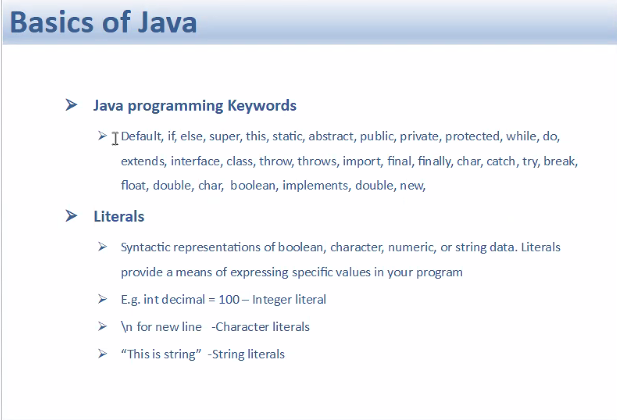 Basics of Java
Java programming Keywords
Default, if, else, super, this, static, abstract, public, private, protected, while, do,
extends, interface, class, throw, throws, import, final, finally, char, catch, try, break,
float, double, char, boolean, implements, double, new,
Literals
Syntactic representations of boolean, character, numeric, or string data. Literals
provide a means of expressing specific values in your program
E.g. int decimal = 100 – Integer literal
\n for new line -Character literals
“This is string” -String literals